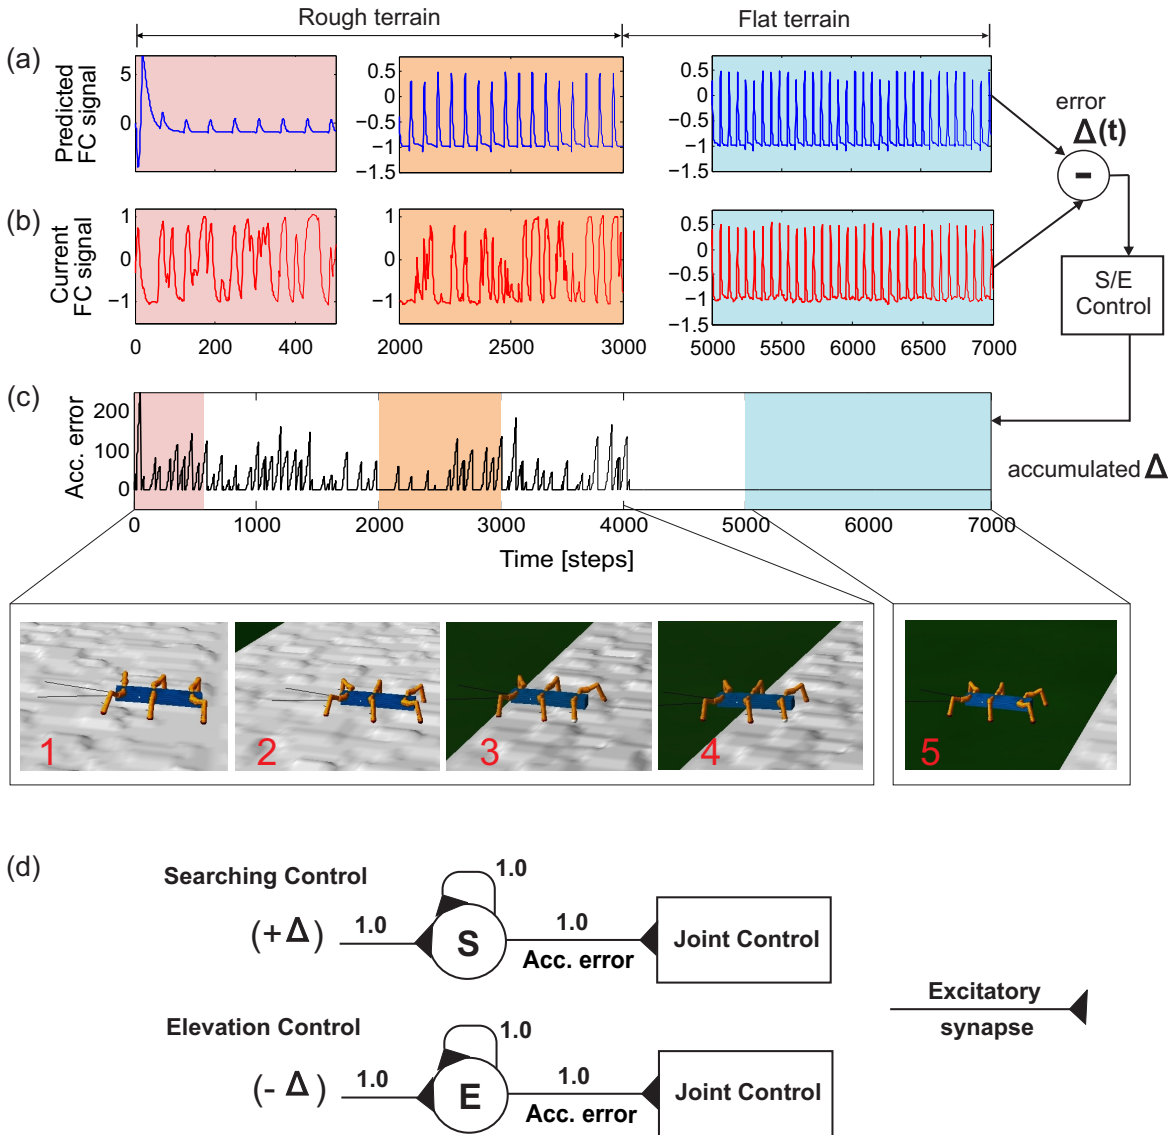 Rough terrain
Flat terrain
(a)
Predicted
FC signal
5
0
0.5
0
−0.5
−1
−1.5
0.5
0
−0.5
−1
−1.5
error
Δ(t)
-
(b)
Current
FC signal
1
0
−1
1
0
−1
0.5
0
−0.5
−1
−1.5
S/E
Control
0
200
400
2000
2500
3000
5000
5500
6000
6500
7000
(c)
Acc. error
200
100
0
accumulated Δ
0
1000
2000
3000
4000
5000
6000
7000
Time [steps]
1
2
3
4
5
(d)
Searching Control
(+Δ)
1.0
1.0
S
1.0
Acc. error
Joint Control
Excitatory
synapse
Elevation Control
(- Δ)
1.0
1.0
E
1.0
Acc. error
Joint Control